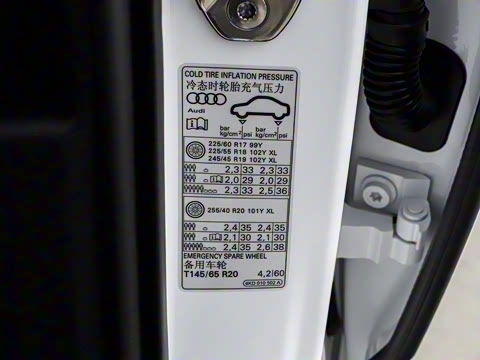 COLD TIRE INFLATION PRESSURE
冷态时轮胎充气压力
Audi
bar kg/cm² psi bar kg/cm² psi
225/60 R17 99Y
225/55 R18 102Y XL
245/45 R19 102Y XL
2,3 33 2,3 33
2,0 29 2,0 29
2,3 33 2,5 36
255/40 R20 101Y XL
2,4 35 2,4 35
2,1 30 2,1 30
2,4 35 2,6 38
EMERGENCY SPARE WHEEL
备用车轮
T145/65 R20 4,2 60
4KD 010 502 A